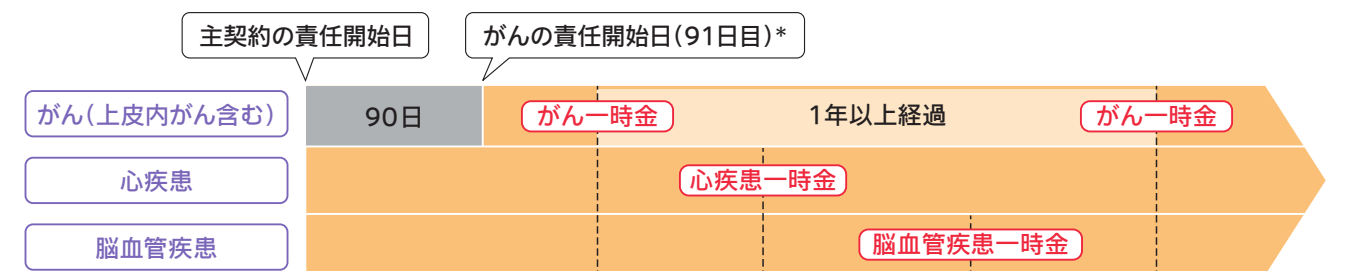 主契約の責任開始日
がんの責任開始日(91日目)*
がん(上皮内がん含む)
90日
がん一時金
1年以上経過
がん一時金
心疾患
心疾患一時金
脳血管疾患
脳血管疾患一時金